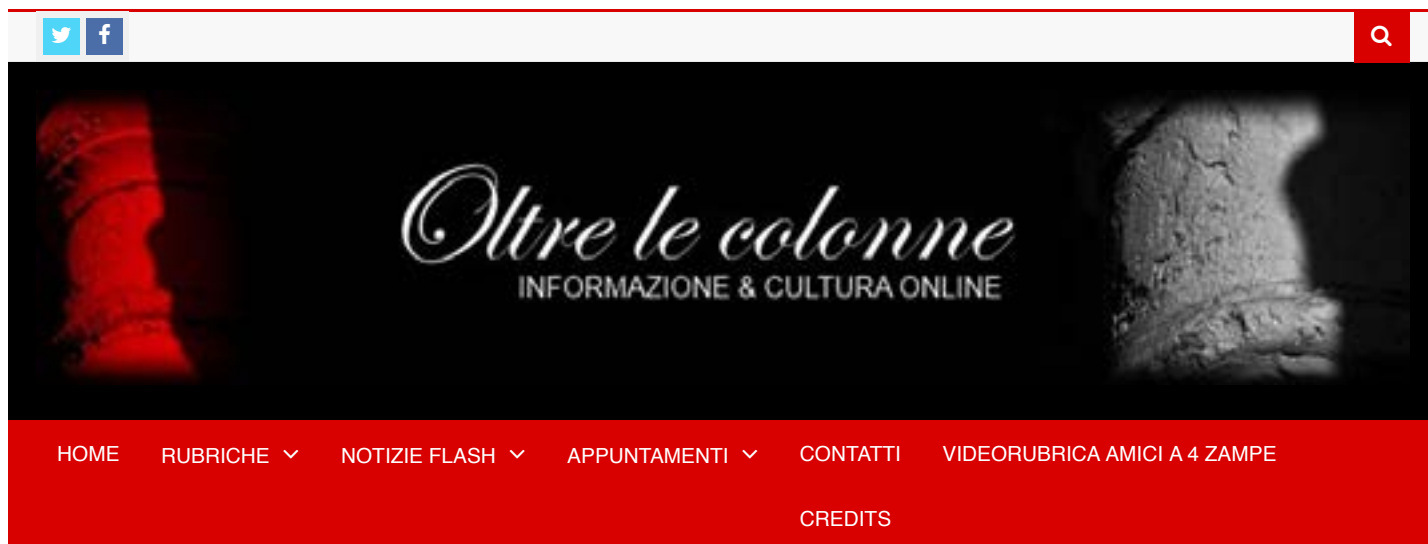 Oltre le colonne
INFORMAZIONE & CULTURA ONLINE
HOME RUBRICHE NOTIZIE FLASH APPUNTAMENTI CONTATTI VIDEORUBRICA AMICI A 4 ZAMPE
CREDITS